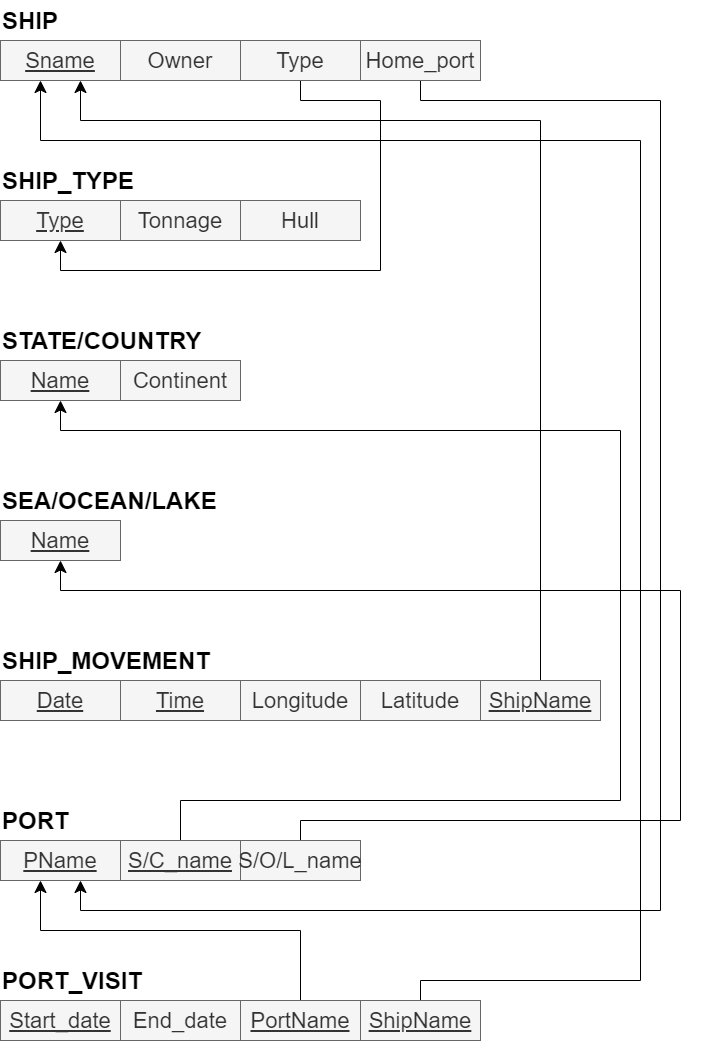 SHIP
Sname Owner Type Home_port
SHIP_TYPE
Type Tonnage Hull
STATE/COUNTRY
Name Continent
SEA/OCEAN/LAKE
Name
SHIP_MOVEMENT
Date Time Longitude Latitude ShipName
PORT
PName S/C_name S/O/L_name
PORT_VISIT
Start_date End_date PortName ShipName